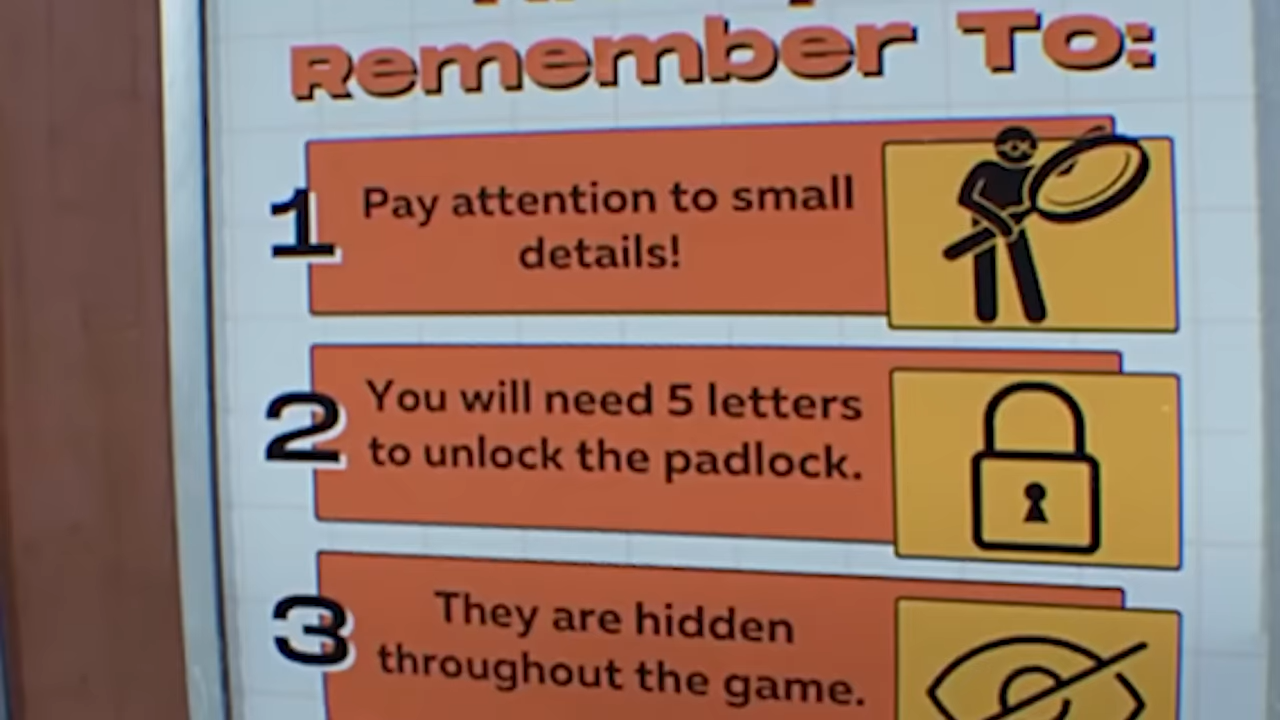 Remember To:
1
Pay attention to small
details!
2
You will need 5 letters
to unlock the padlock.
3
They are hidden
throughout the game.